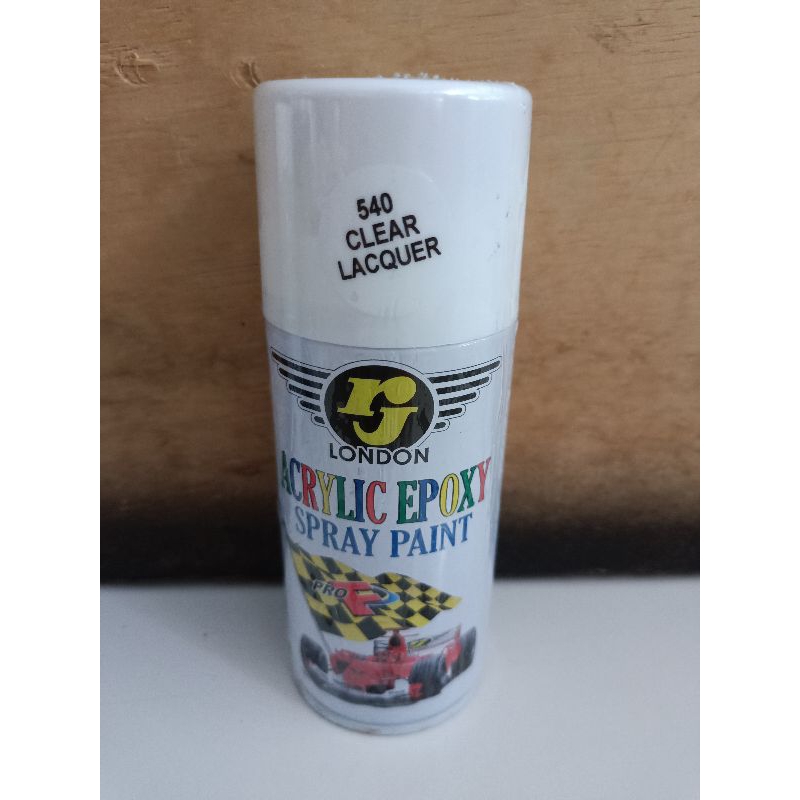 540
CLEAR
LACQUER
rj
LONDON
ACRYLIC EPOXY
SPRAY PAINT
PRO